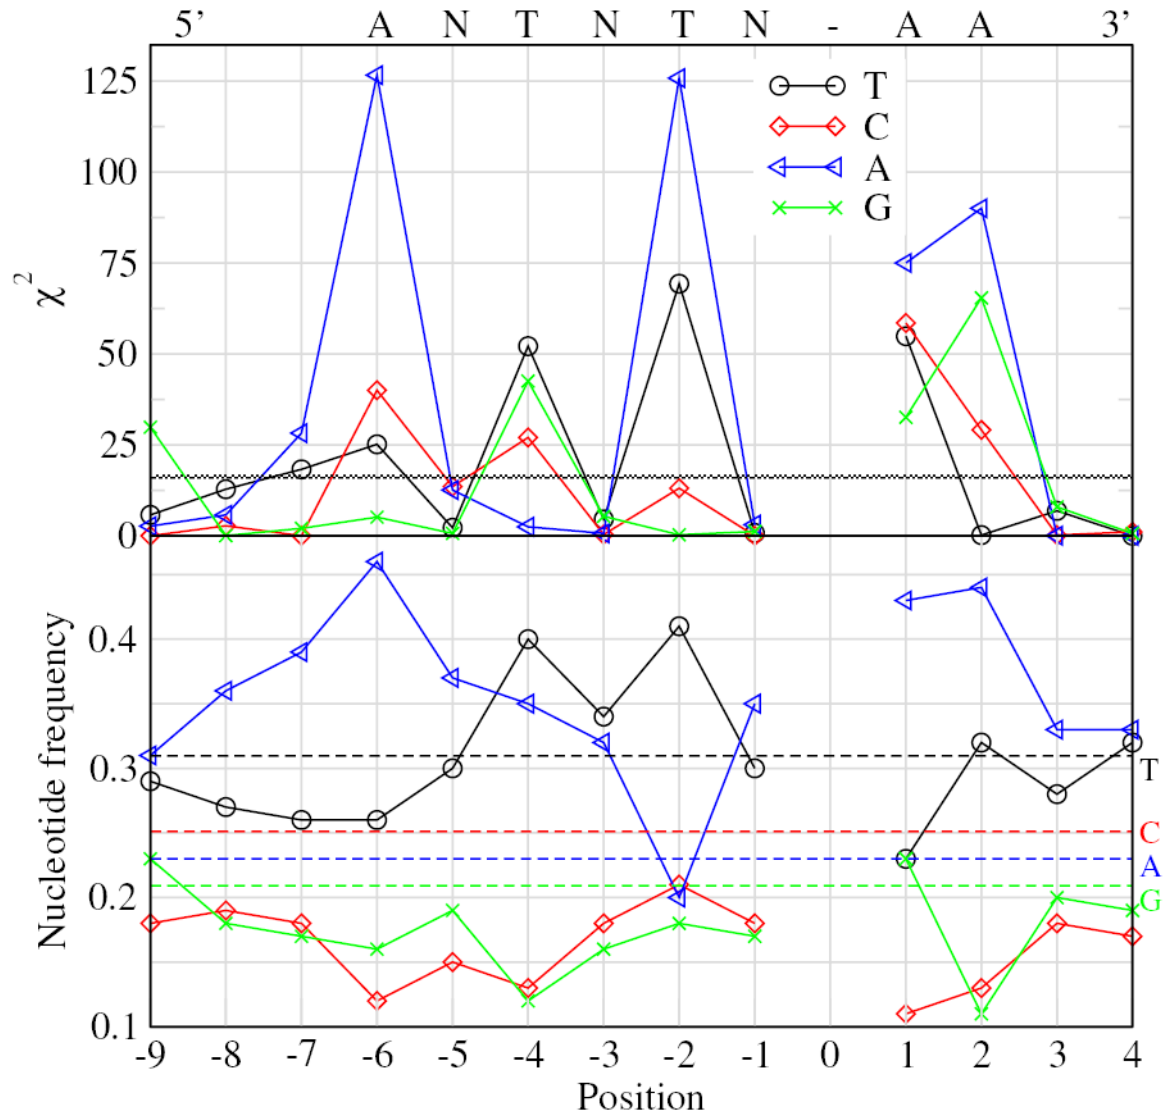 5’ A N T N T N - A A 3’
125
100
75
50
25
0
χ²
T
C
A
G
0.4
0.3
0.2
0.1
Nucleotide frequency
T
C
A
G
-9 -8 -7 -6 -5 -4 -3 -2 -1 0 1 2 3 4
Position